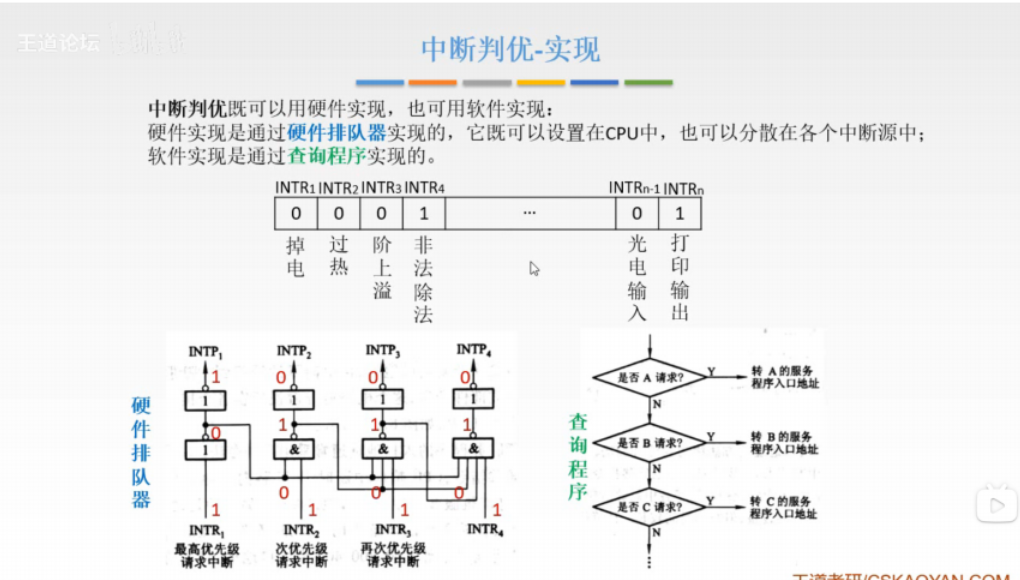 王道论坛
中断判优-实现
中断判优既可以用硬件实现，也可用软件实现：
硬件实现是通过硬件排队器实现的，它既可以设置在CPU中，也可以分散在各个中断源中；
软件实现是通过查询程序实现的。
INTR1 INTR2 INTR3 INTR4 INTRn-1 INTRn
0 0 0 1 … 0 1
掉电 过热 阶上溢 非法除法 光电输入 打印输出
硬件排队器
INTP₁ INTP₂ INTP₃ INTP₄
1 0 0 0
1 1 1 1
0 1 1 1
1 & & &
0 0 0
1 1 1 1
INTR₁ INTR₂ INTR₃ INTR₄
最高优先级 次优先级 再次优先级
请求中断 请求中断 请求中断
查询程序
是否 A 请求? Y 转 A 的服务
程序入口地址
N
是否 B 请求? Y 转 B 的服务
程序入口地址
N
是否 C 请求? Y 转 C 的服务
程序入口地址
N
⋮
王道考研/CSKAOYAN.COM